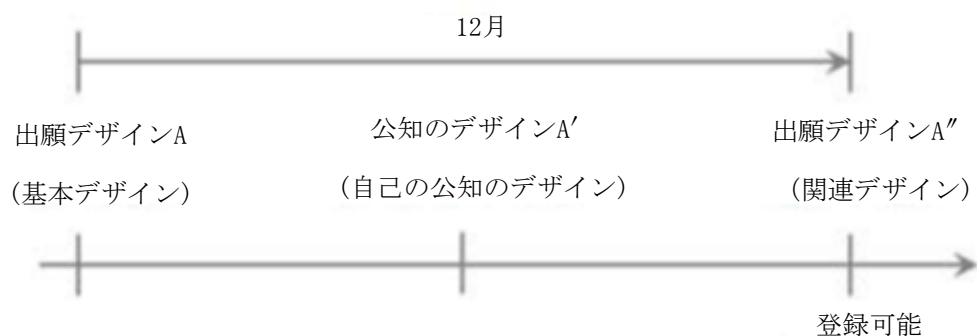 12月
出願デザインA 公知のデザインA′ 出願デザインA″
(基本デザイン) (自己の公知のデザイン) (関連デザイン)
登録可能